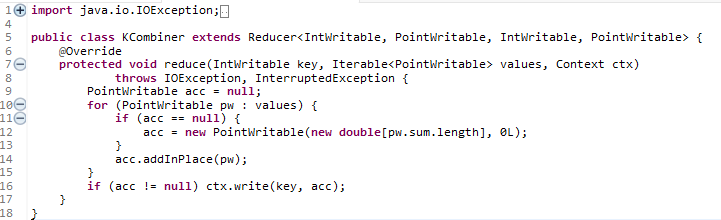 1 import java.io.IOException;
4
5 public class KCombiner extends Reducer<IntWritable, PointWritable, IntWritable, PointWritable> {
6     @Override
7     protected void reduce(IntWritable key, Iterable<PointWritable> values, Context ctx)
8             throws IOException, InterruptedException {
9         PointWritable acc = null;
10         for (PointWritable pw : values) {
11             if (acc == null) {
12                 acc = new PointWritable(new double[pw.sum.length], 0L);
13             }
14             acc.addInPlace(pw);
15         }
16         if (acc != null) ctx.write(key, acc);
17     }
18 }